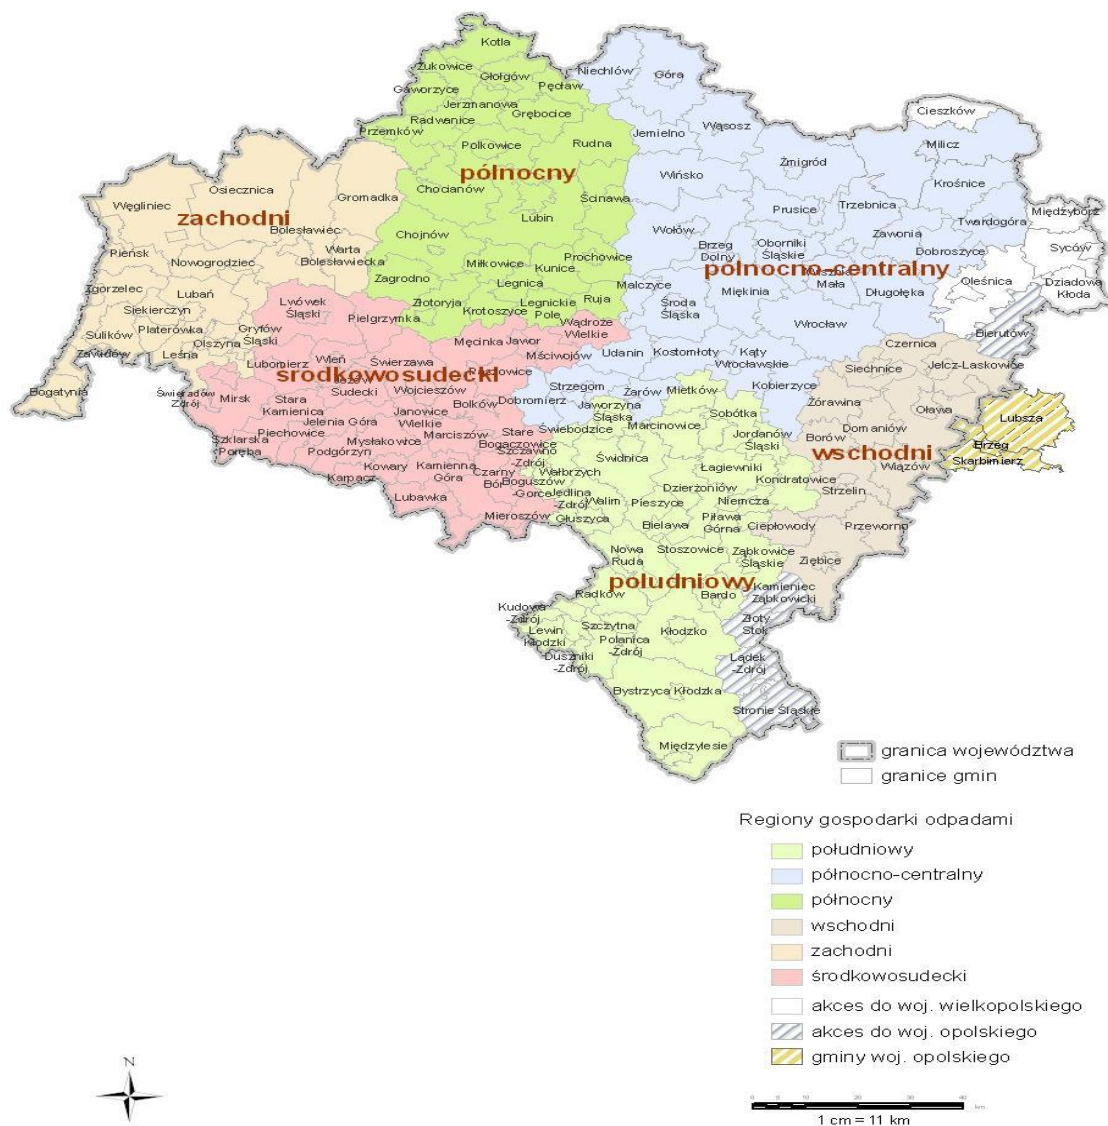 Kotla
Żukowice
Głogów
Niechlów
Góra
Gaworzyce
Pęcław
Jerzmanowa
Grębocice
Cieszków
Radwanice
Wąsosz
Przemków
Jemielno
Polkowice
Rudna
Milicz
Żmigród
północny
Wińsko
Krośnice
Osiecznica
Chocianów
Gromadka
Ścinawa
Trzebnica
Węgliniec
Prusice
Międzybórz
zachodni
Lubin
Twardogóra
Bolesławiec
Wołów
Zawonia
Chojnów
Syców
Pieńsk
Warta
Bolesławiecka
Brzeg
Dolny
Oborniki
Śląskie
Dobroszyce
Nowogrodziec
Miłkowice
Prochowice
Kunice
północno-centralny
Zagrodno
Legnica
Malczyce
Mała
Oleśnica
Dziadowa
Kłoda
Zgorzelec
Lubań
Miękinia
Długołęka
Lwówek
Śląski
Złotoryja
Legnickie
Pole
Ruja
Środa
Śląska
Siekierczyn
Krotoszyce
Pielgrzymka
Wądroże
Wielkie
Wrocław
Sulików
Platerówka
Gryfów
Śląski
Bierutów
Olszyna
Męcinka
Jawor
Czernica
Zawidów
Leśna
Lubomierz
Wleń
Świerzawa
Mściwojów
Udanin
Kostomłoty
Kąty
Wrocławskie
Siechnice
Jelcz-Laskowice
środkowosudecki
Bogatynia
Sudecki
Wojcieszów
Strzegom
Żarów
Mietków
Kobierzyce
Świeradów
Zdrój
Mirsk
Stara
Kamienica
Bolków
Dobromierz
Jaworzyna
Śląska
Żórawina
Oława
Janowice
Wielkie
Sobótka
Lubsza
Jelenia Góra
Świebodzice
Marcinowice
Domaniów
Piechowice
Marciszów
Stare
Bogaczowice
Jordanów
Śląski
Borów
Szklarska
Poręba
Mysłakowice
Brzeg
Podgórzyn
Szczawno
-Zdrój
Świdnica
wschodni
Skarbimierz
Kowary
Kamienna
Góra
Czarny
Bór
Wałbrzych
Łagiewniki
Wiązów
Karpacz
Boguszów
-Gorce
Jedlina
-Zdrój
Kondratowice
Dzierżoniów
Strzelin
Lubawka
Walim
Pieszyce
Niemcza
Mieroszów
Głuszyca
Piława
Górna
Bielawa
Ciepłowody
Przeworno
Nowa
Ruda
Stoszowice
Ząbkowice
Śląskie
Ziębice
południowy
Kamieniec
Ząbkowicki
Radków
Bardo
Kudowa
-Zdrój
Złoty
Stok
Szczytna
Lewin
Kłodzki
Kłodzko
Polanica
-Zdrój
Duszniki
-Zdrój
Lądek
-Zdrój
Bystrzyca Kłodzka
Stronie Śląskie
Międzylesie
granica województwa
granice gmin
Regiony gospodarki odpadami
południowy
północno-centralny
północny
wschodni
zachodni
środkowosudecki
akces do woj. wielkopolskiego
akces do woj. opolskiego
gminy woj. opolskiego
N
0
10
20
30
40
km
1 cm = 11 km